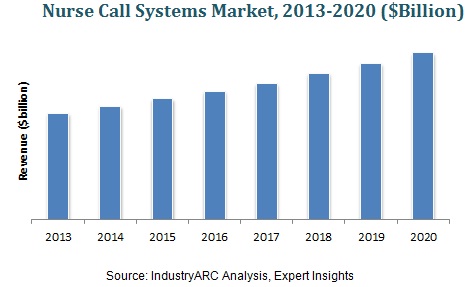 Nurse Call Systems Market, 2013-2020 ($Billion)
Revenue ($billion)
2013 2014 2015 2016 2017 2018 2019 2020
Source: IndustryARC Analysis, Expert Insights